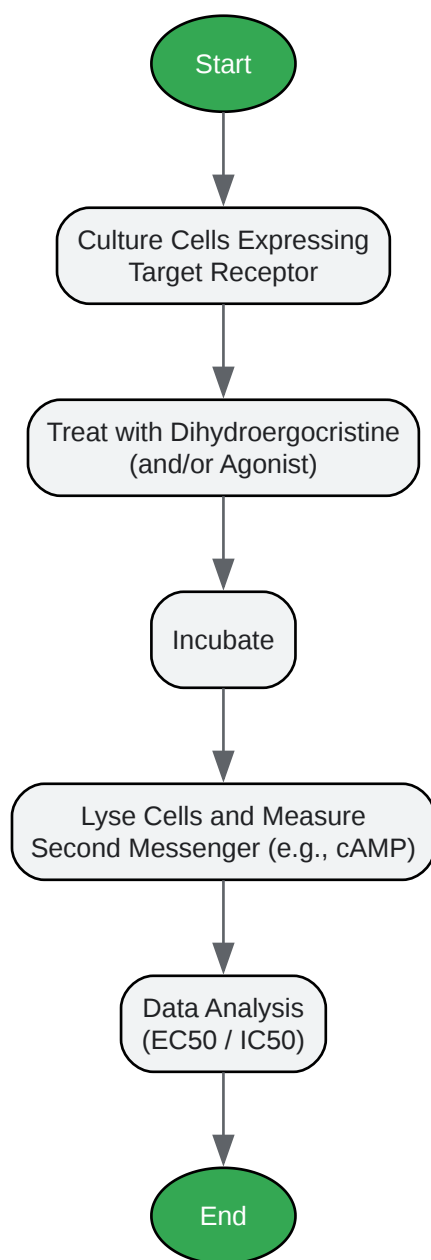 Start
Culture Cells Expressing
Target Receptor
Treat with Dihydroergocristine
(and/or Agonist)
Incubate
Lyse Cells and Measure
Second Messenger (e.g., cAMP)
Data Analysis
(EC50 / IC50)
End